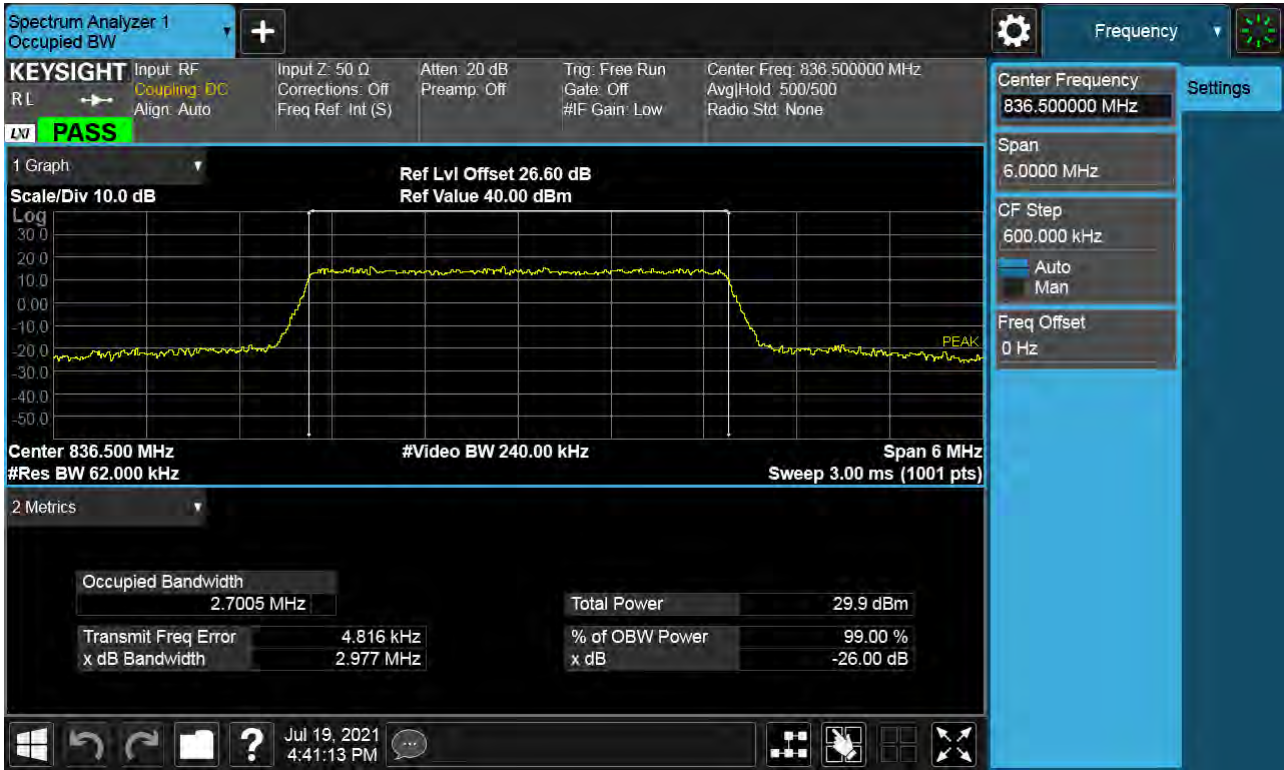 Spectrum Analyzer 1
Occupied BW
+
Frequency
KEYSIGHT
Input: RF
Input Z: 50 Ω
Atten: 20 dB
Trig: Free Run
Center Freq: 836.500000 MHz
RL
Coupling: DC
Corrections: Off
Preamp: Off
Gate: Off
Avg|Hold: 500/500
Align: Auto
Freq Ref: Int (S)
#IF Gain: Low
Radio Std: None
LXI
PASS
1 Graph
Ref Lvl Offset 26.60 dB
Scale/Div 10.0 dB
Ref Value 40.00 dBm
Log
30.0
20.0
10.0
0.00
-10.0
-20.0
-30.0
-40.0
-50.0
PEAK
Center 836.500 MHz
#Video BW 240.00 kHz
Span 6 MHz
#Res BW 62.000 kHz
Sweep 3.00 ms (1001 pts)
2 Metrics
Occupied Bandwidth
2.7005 MHz
Total Power
29.9 dBm
Transmit Freq Error
4.816 kHz
% of OBW Power
99.00 %
x dB Bandwidth
2.977 MHz
x dB
-26.00 dB
Center Frequency
836.500000 MHz
Settings
Span
6.0000 MHz
CF Step
600.000 kHz
Auto
Man
Freq Offset
0 Hz
?
Jul 19, 2021
4:41:13 PM